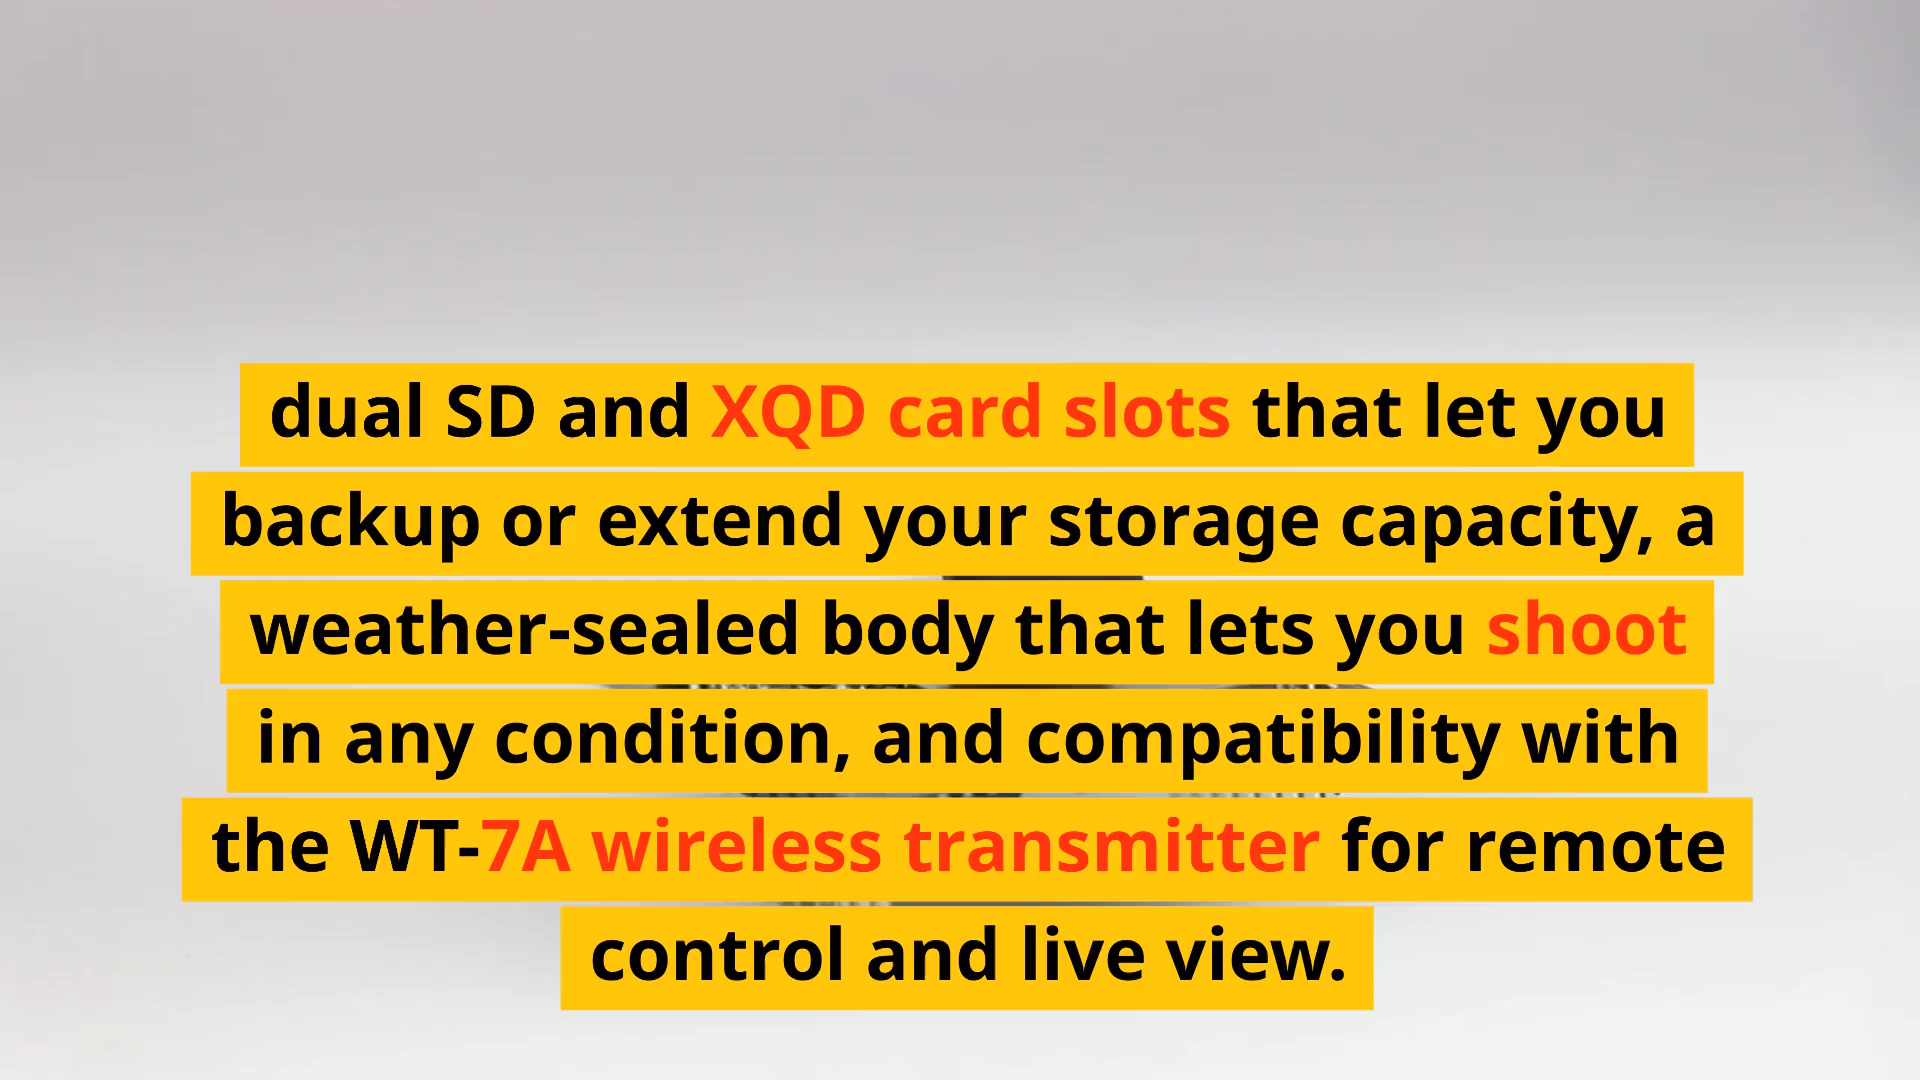 dual SD and XQD card slots that let you
backup or extend your storage capacity, a
weather-sealed body that lets you shoot
in any condition, and compatibility with
the WT-7A wireless transmitter for remote
control and live view.